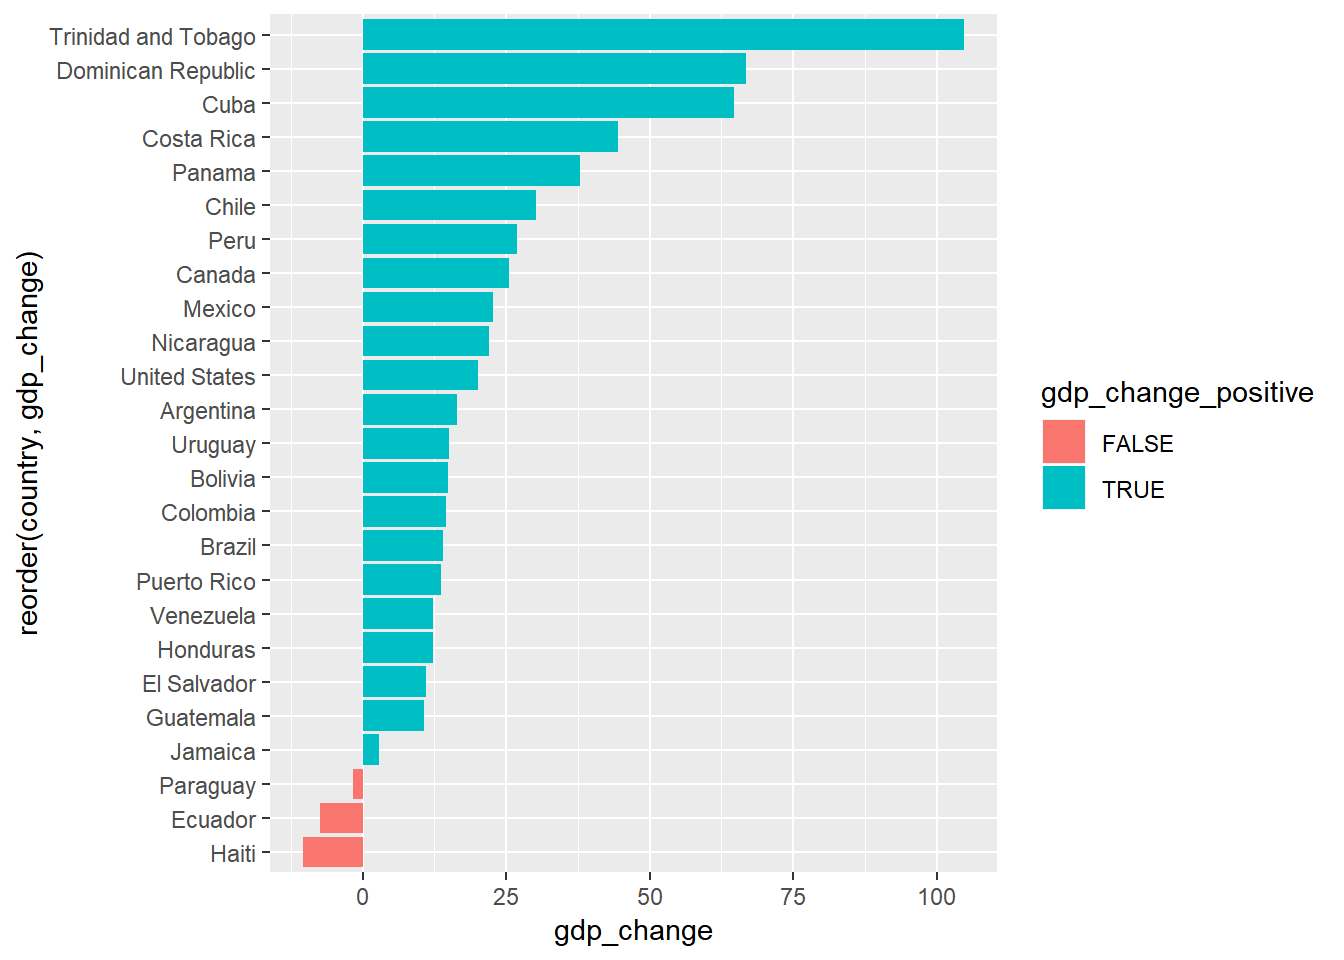 Trinidad and Tobago
Dominican Republic
Cuba
Costa Rica
Panama
Chile
Peru
Canada
Mexico
Nicaragua
United States
Argentina
Uruguay
Bolivia
Colombia
Brazil
Puerto Rico
Venezuela
Honduras
El Salvador
Guatemala
Jamaica
Paraguay
Ecuador
Haiti
reorder(country, gdp_change)
0 25 50 75 100
gdp_change
gdp_change_positive
FALSE
TRUE